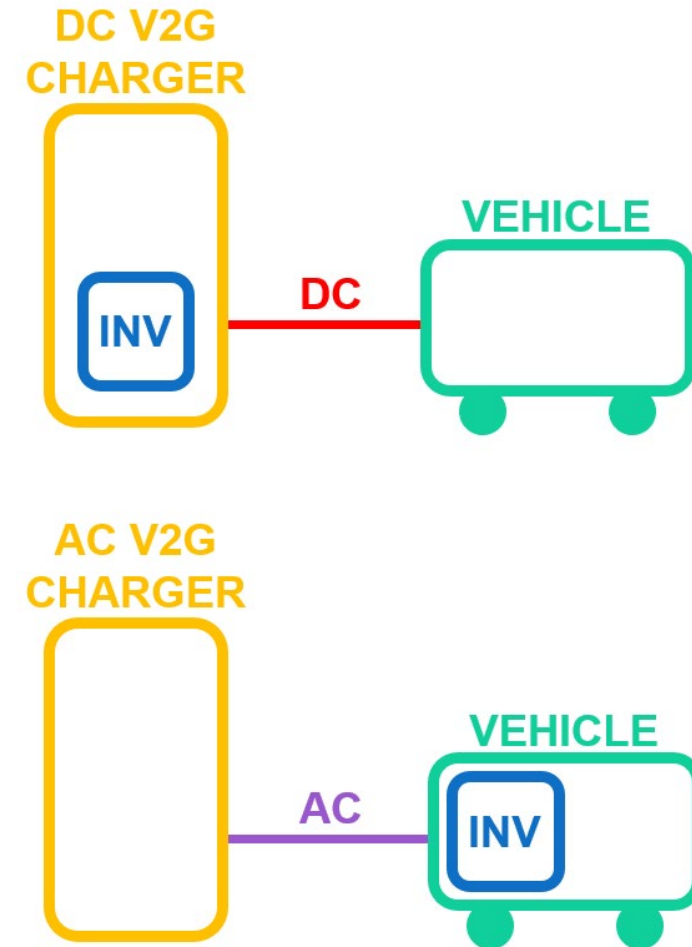 DC V2G
CHARGER
VEHICLE
DC
INV
AC V2G
CHARGER
VEHICLE
AC
INV